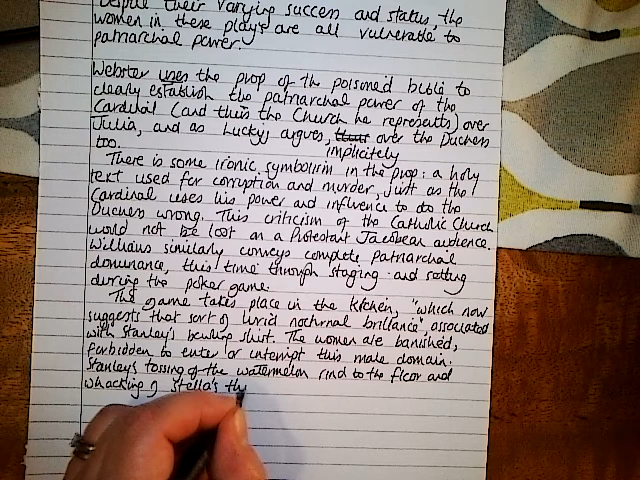 Despite their varying success and status the
women in these plays are all vulnerable to
patriarchal power.
Webster uses the prop of the poisoned bible to
clearly establish the patriarchal power of the
Cardinal (and thus the Church he represents) over
Julia, and as Luckyj argues, over the Duchess
implicitely
too.
There is some ironic symbolism in the prop: a holy
text used for corruption and murder, just as the
Cardinal uses his power and influence to do the
Duchess wrong. This criticism of the Catholic Church
would not be lost on a Protestant Jacobean audience.
Williams similarly conveys complete patriarchal
dominance, this time through staging and setting
during the poker game.
The game takes place in the kitchen, "which now
suggests that sort of lurid nocturnal brilliance", associated
with Stanley's bowling shirt. The women are banished,
forbidden to enter or interrupt this male domain.
Stanley's tossing of the watermelon rind to the floor and
whacking of Stella's th